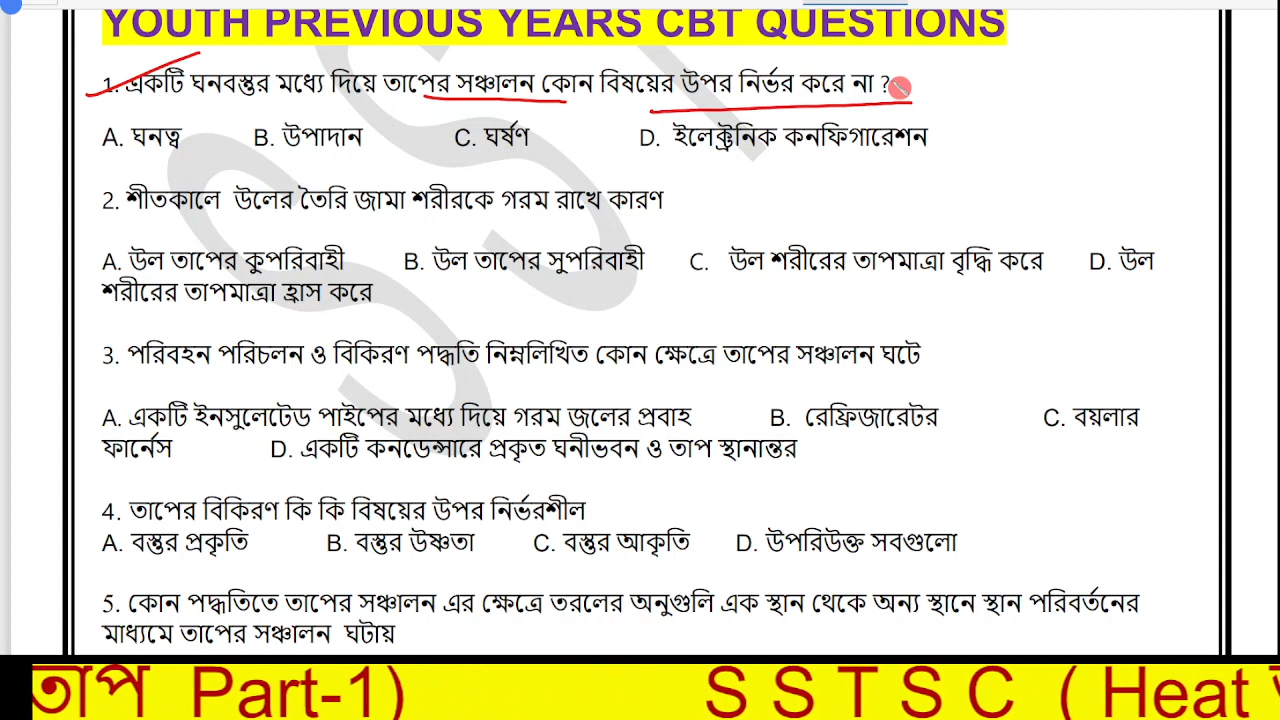 YOUTH PREVIOUS YEARS CBT QUESTIONS
1. একটি ঘনবস্তুর মধ্যে দিয়ে তাপের সঞ্চালন কোন বিষয়ের উপর নির্ভর করে না ?
A. ঘনত্ব B. উপাদান C. ঘর্ষণ D. ইলেক্ট্রনিক কনফিগারেশন
2. শীতকালে উলের তৈরি জামা শরীরকে গরম রাখে কারণ
A. উল তাপের কুপরিবাহী B. উল তাপের সুপরিবাহী C. উল শরীরের তাপমাত্রা বৃদ্ধি করে D. উল
শরীরের তাপমাত্রা হ্রাস করে
3. পরিবহন পরিচলন ও বিকিরণ পদ্ধতি নিম্নলিখিত কোন ক্ষেত্রে তাপের সঞ্চালন ঘটে
A. একটি ইনসুলেটেড পাইপের মধ্যে দিয়ে গরম জলের প্রবাহ B. রেফ্রিজারেটর C. বয়লার
ফার্নেস D. একটি কনডেন্সারে প্রকৃত ঘনীভবন ও তাপ স্থানান্তর
4. তাপের বিকিরণ কি কি বিষয়ের উপর নির্ভরশীল
A. বস্তুর প্রকৃতি B. বস্তুর উষ্ণতা C. বস্তুর আকৃতি D. উপরিউক্ত সবগুলো
5. কোন পদ্ধতিতে তাপের সঞ্চালন এর ক্ষেত্রে তরলের অনুগুলি এক স্থান থেকে অন্য স্থানে স্থান পরিবর্তনের
মাধ্যমে তাপের সঞ্চালন ঘটায়
তাপ Part-1) S S T S C ( Heat